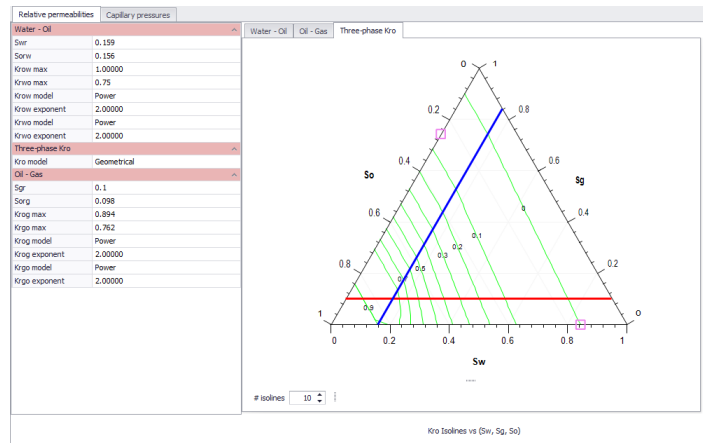 Relative permeabilities Capillary pressures
Water - Oil
Swr 0.159
Sorw 0.156
Krow max 1.00000
Krwo max 0.75
Krow model Power
Krow exponent 2.00000
Krwo model Power
Krwo exponent 2.00000
Three-phase Kro
Kro model Geometrical
Oil - Gas
Sgr 0.1
Sorg 0.098
Krog max 0.894
Krgo max 0.762
Krog model Power
Krog exponent 2.00000
Krgo model Power
Krgo exponent 2.00000
Water - Oil Oil - Gas Three-phase Kro
0 1
0.2 0.8
0.4 0.6
So Sg
0.6 0 0.4
0.1
0.2
0.3
0.8 0.5 0.2
0.9
1 0
0 0.2 0.4 0.6 0.8 1
Sw
# isolines 10
Kro Isolines vs (Sw, Sg, So)